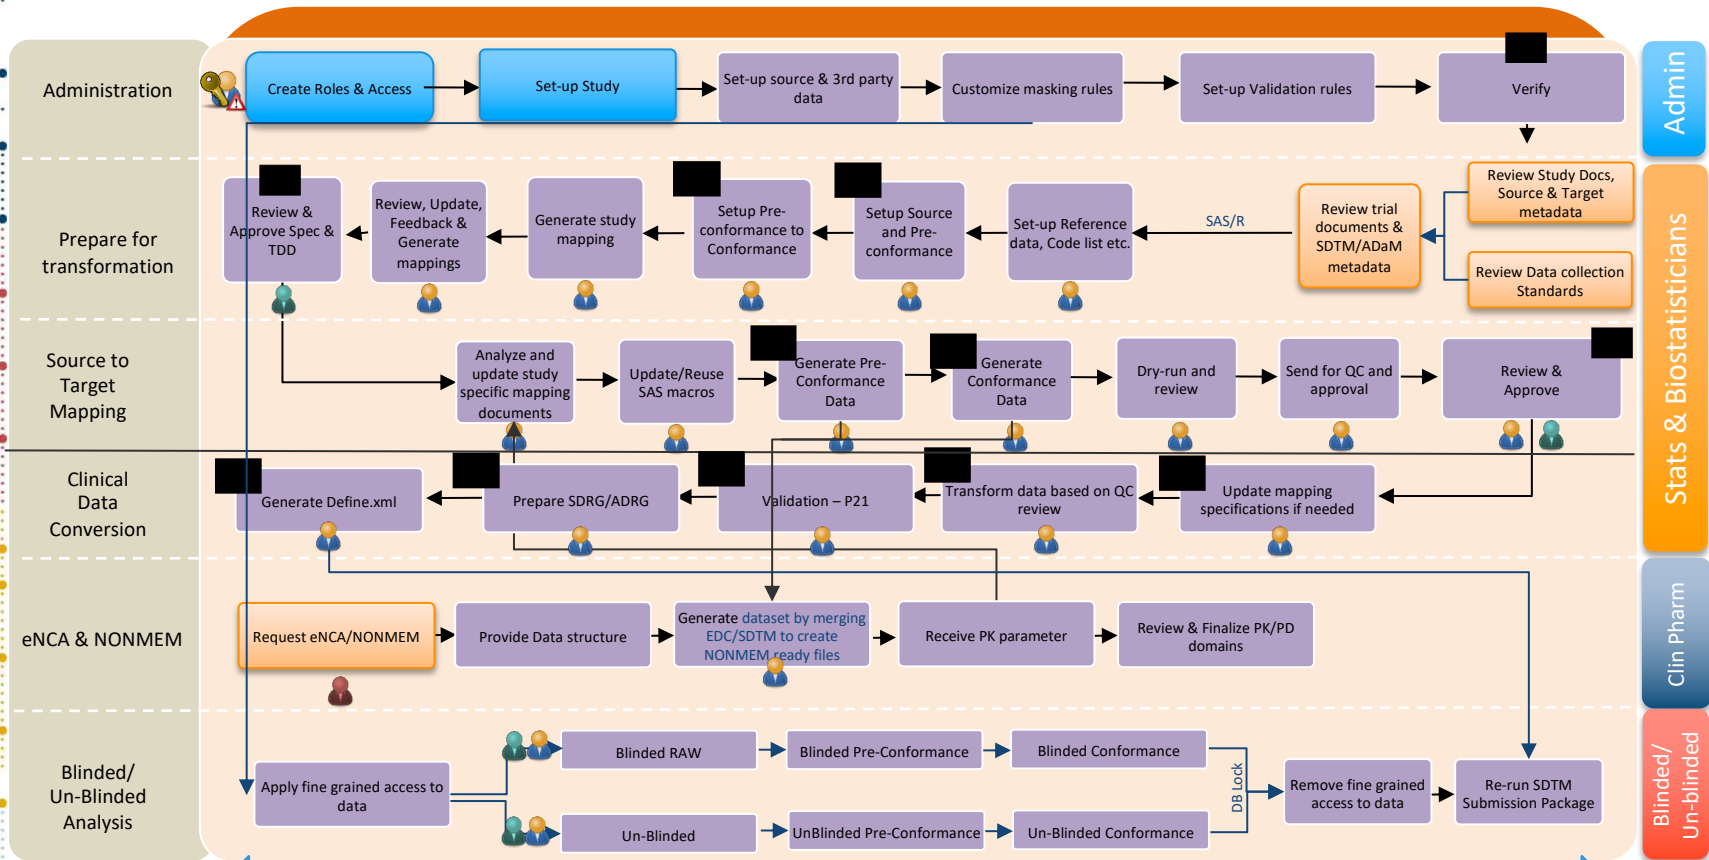 Administration
Create Roles & Access
Set-up Study
Set-up source & 3rd party
data
Customize masking rules
Set-up Validation rules
Verify
Admin
Prepare for
transformation
Review &
Approve Spec &
TDD
Review, Update,
Feedback &
Generate
mappings
Generate study
mapping
Setup Pre-
conformance to
Conformance
Setup Source
and Pre-
conformance
Set-up Reference
data, Code list etc.
SAS/R
Review trial
documents &
SDTM/ADaM
metadata
Review Study Docs,
Source & Target
metadata
Review Data collection
Standards
Stats & Biostatisticians
Source to
Target
Mapping
Analyze and
update study
specific mapping
documents
Update/Reuse
SAS macros
Generate Pre-
Conformance
Data
Generate
Conformance
Data
Dry-run and
review
Send for QC and
approval
Review &
Approve
Clinical
Data
Conversion
Generate Define.xml
Prepare SDRG/ADRG
Validation – P21
Transform data based on QC
review
Update mapping
specifications if needed
eNCA & NONMEM
Request eNCA/NONMEM
Provide Data structure
Generate dataset by merging
EDC/SDTM to create
NONMEM ready files
Receive PK parameter
Review & Finalize PK/PD
domains
Clin Pharm
Blinded/
Un-Blinded
Analysis
Apply fine grained access to
data
Blinded RAW
Blinded Pre-Conformance
Blinded Conformance
Un-Blinded
UnBlinded Pre-Conformance
Un-Blinded Conformance
DB Lock
Remove fine grained
access to data
Re-run SDTM
Submission Package
Blinded/
Un-blinded